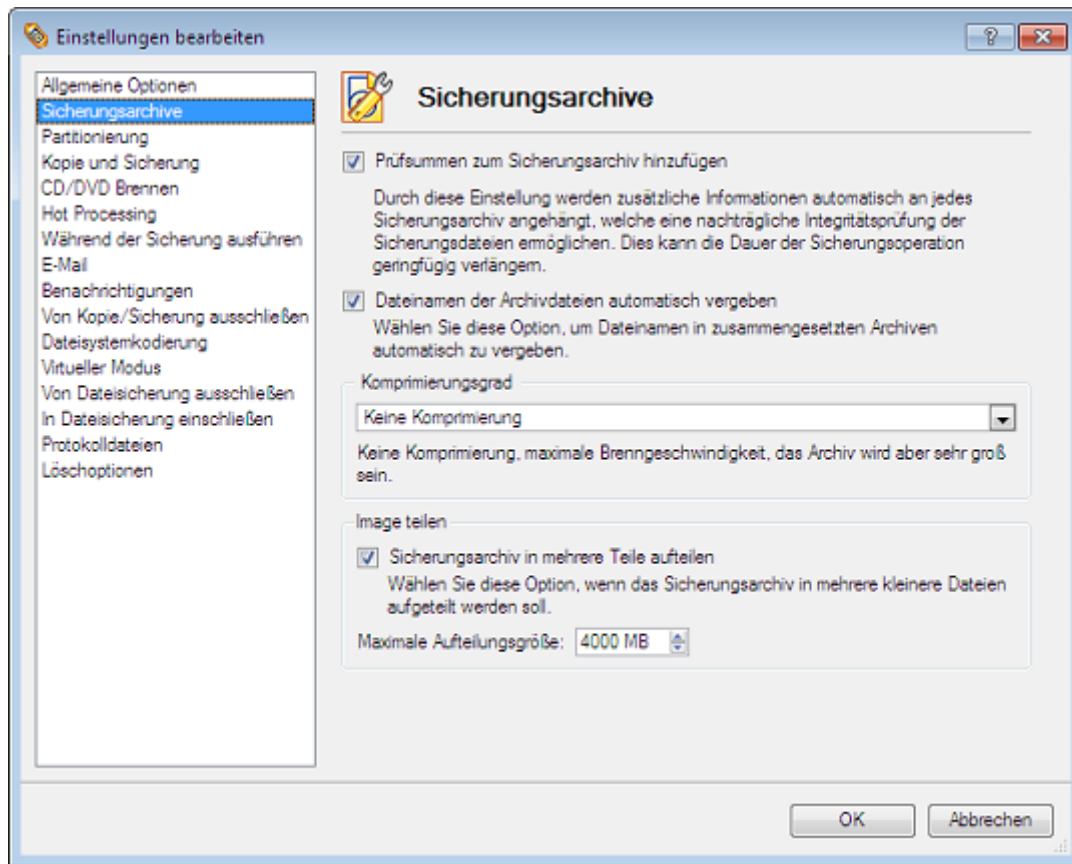 Einstellungen bearbeiten
Allgemeine Optionen
Sicherungsarchive
Partitionierung
Kopie und Sicherung
CD/DVD Brennen
Hot Processing
Während der Sicherung ausführen
E-Mail
Benachrichtigungen
Von Kopie/Sicherung ausschließen
Dateisystemkodierung
Virtueller Modus
Von Dateisicherung ausschließen
In Dateisicherung einschließen
Protokolldateien
Löschoptionen
Sicherungsarchive
Prüfsummen zum Sicherungsarchiv hinzufügen
Durch diese Einstellung werden zusätzliche Informationen automatisch an jedes
Sicherungsarchiv angehängt, welche eine nachträgliche Integritätsprüfung der
Sicherungsdateien ermöglichen. Dies kann die Dauer der Sicherungsoperation
geringfügig verlängern.
Dateinamen der Archivdateien automatisch vergeben
Wählen Sie diese Option, um Dateinamen in zusammengesetzten Archiven
automatisch zu vergeben.
Komprimierungsgrad
Keine Komprimierung
Keine Komprimierung, maximale Brenngeschwindigkeit, das Archiv wird aber sehr groß
sein.
Image teilen
Sicherungsarchiv in mehrere Teile aufteilen
Wählen Sie diese Option, wenn das Sicherungsarchiv in mehrere kleinere Dateien
aufgeteilt werden soll.
Maximale Aufteilungsgröße: 4000 MB
OK Abbrechen